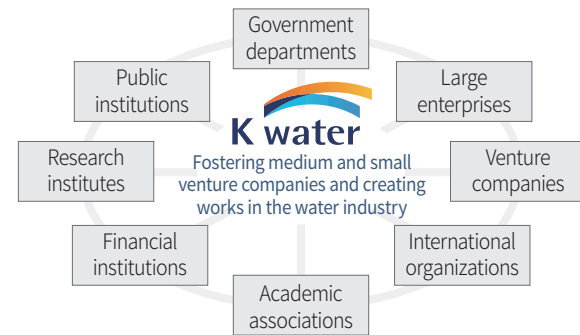 Government
departments
Public
institutions
Large
enterprises
K water
Fostering medium and small
venture companies and creating
works in the water industry
Research
institutes
Venture
companies
Financial
institutions
International
organizations
Academic
associations